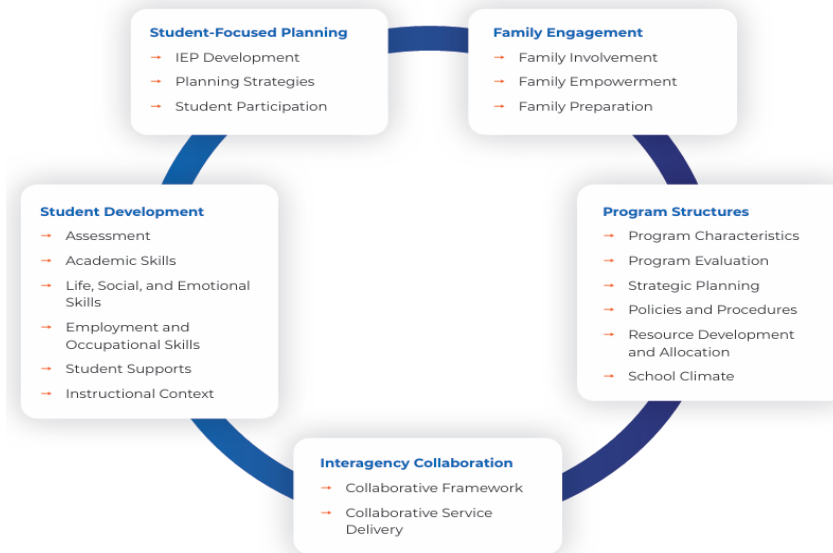 Student-Focused Planning
→ IEP Development
→ Planning Strategies
→ Student Participation
Family Engagement
→ Family Involvement
→ Family Empowerment
→ Family Preparation
Student Development
→ Assessment
→ Academic Skills
→ Life, Social, and Emotional
Skills
→ Employment and
Occupational Skills
→ Student Supports
→ Instructional Context
Program Structures
→ Program Characteristics
→ Program Evaluation
→ Strategic Planning
→ Policies and Procedures
→ Resource Development
and Allocation
→ School Climate
Interagency Collaboration
→ Collaborative Framework
→ Collaborative Service
Delivery